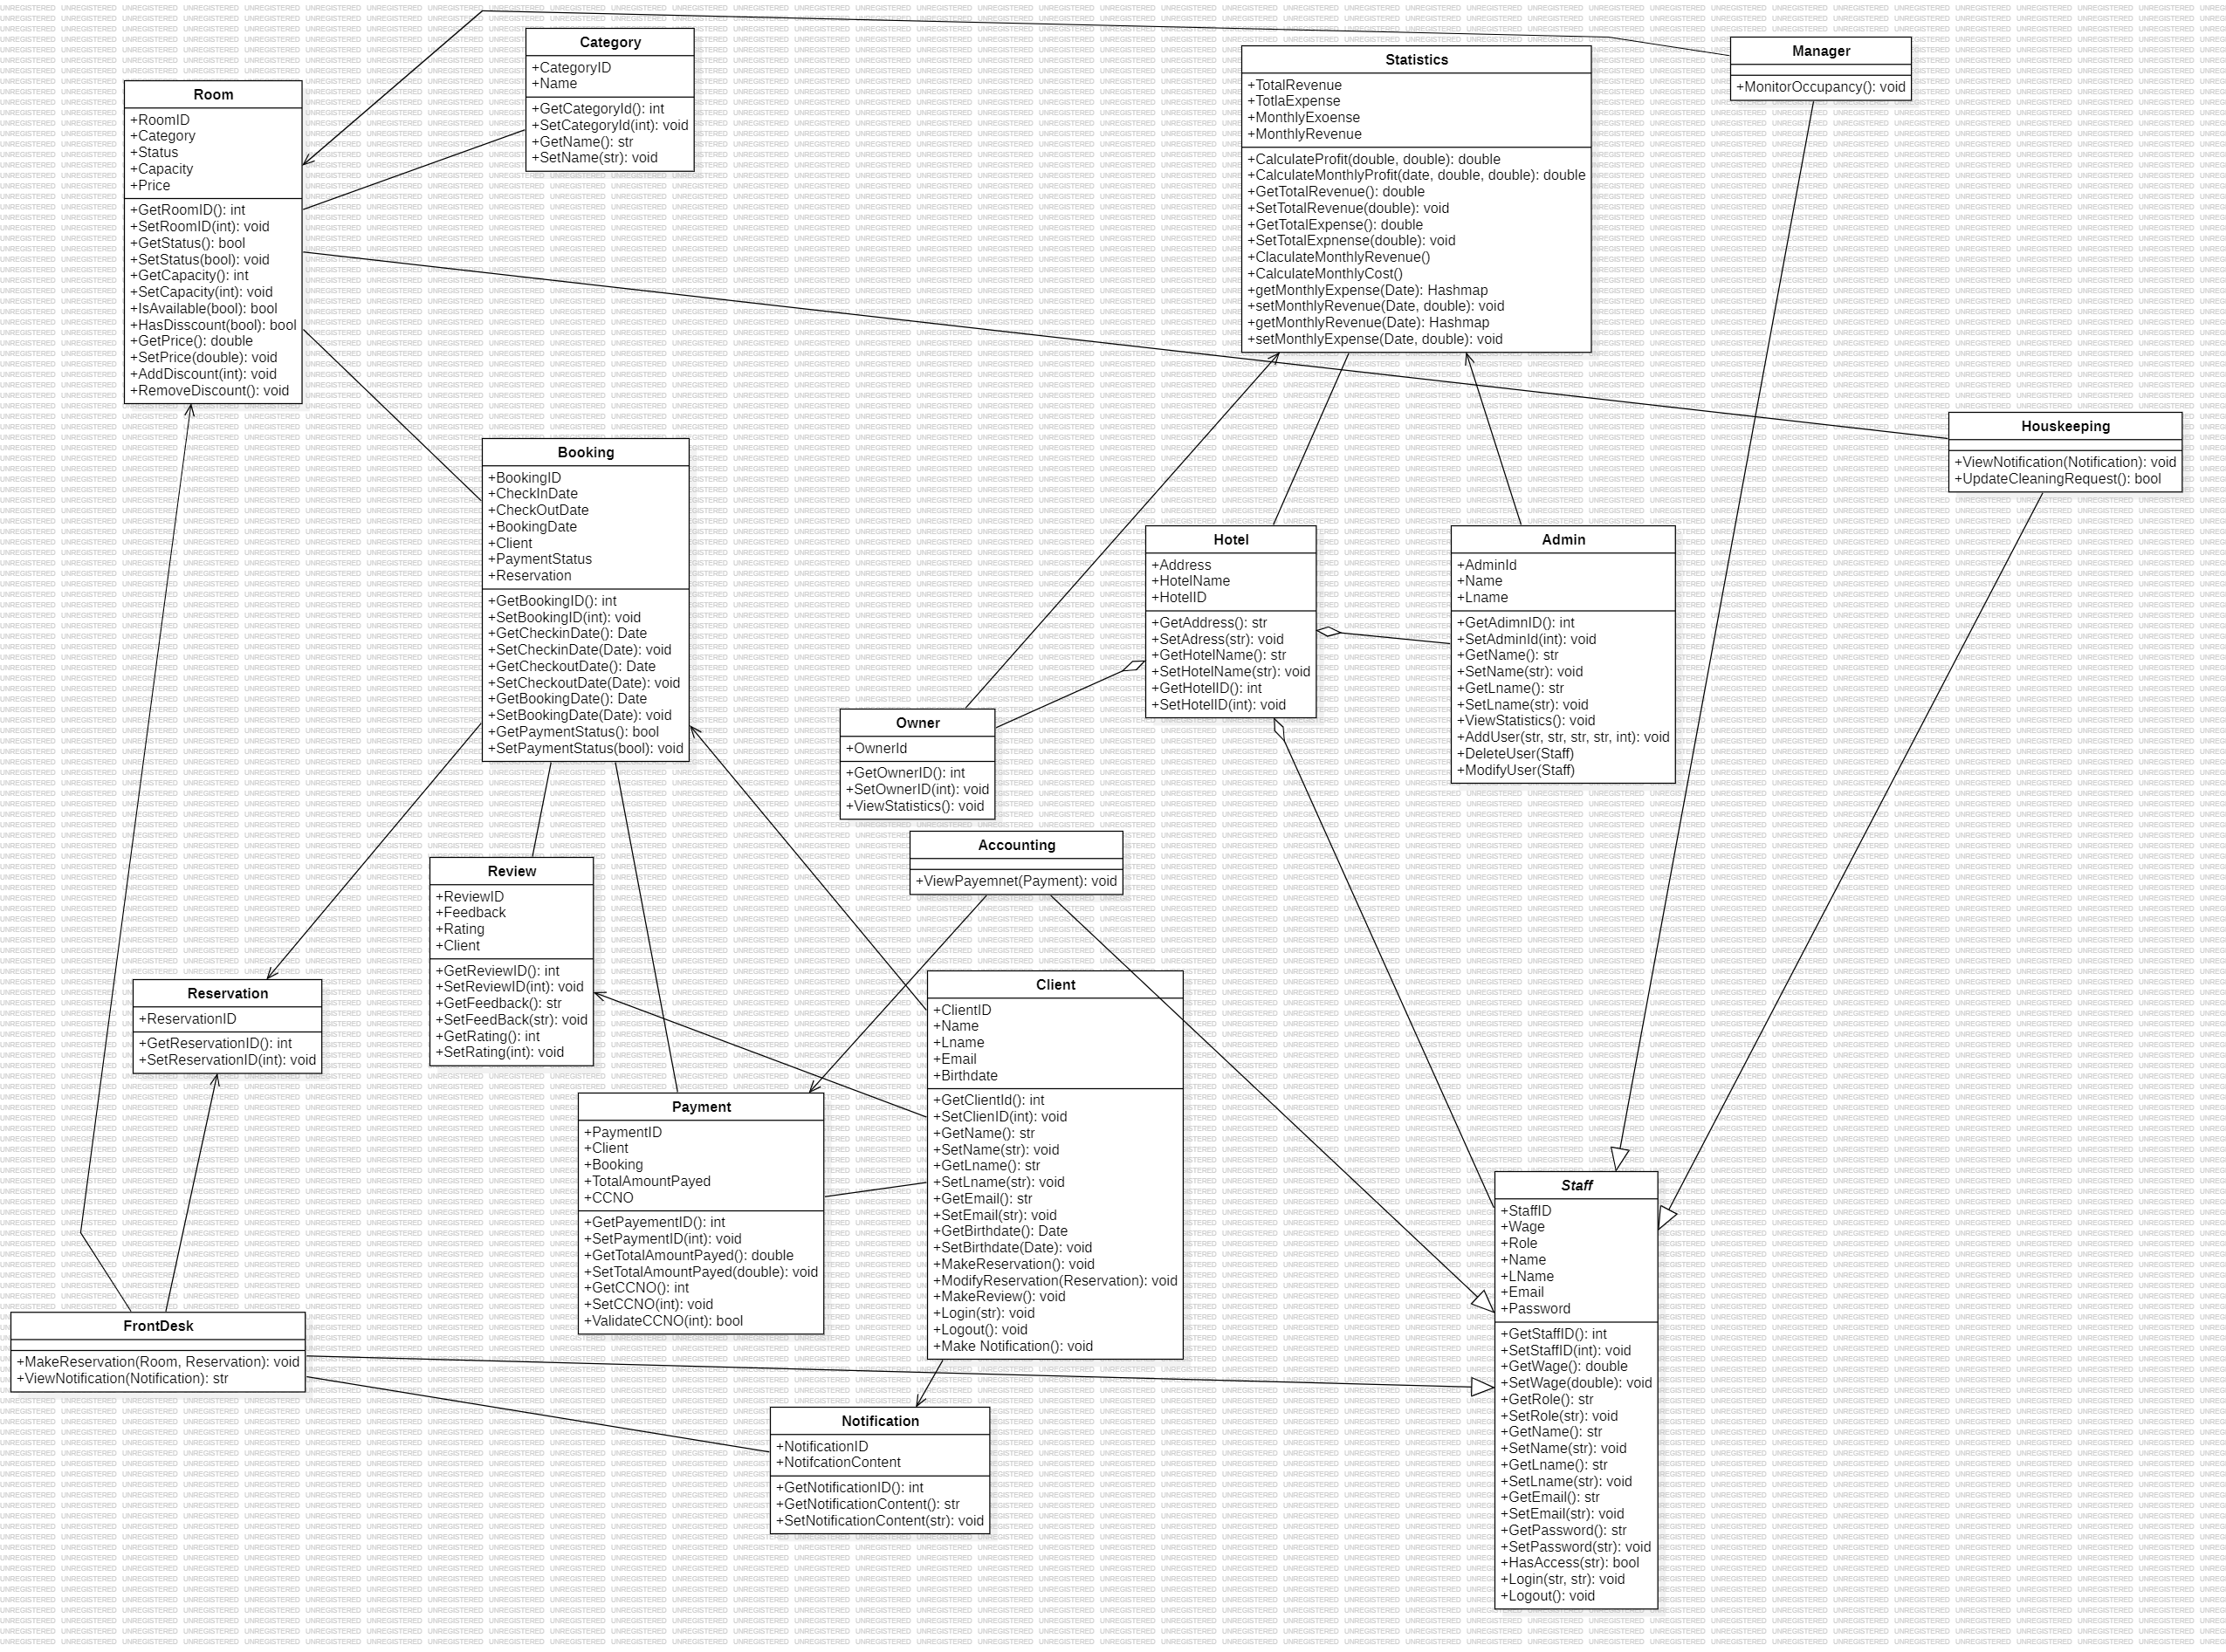 Category
+CategoryID
+Name
+GetCategoryId(): int
+SetCategoryId(int): void
+GetName(): str
+SetName(str): void
Manager
+MonitorOccupancy(): void
Statistics
+TotalRevenue
+TotlaExpense
+MonthlyExoense
+MonthlyRevenue
+CalculateProfit(double, double): double
+CalculateMonthlyProfit(date, double, double): double
+GetTotalRevenue(): double
+SetTotalRevenue(double): void
+GetTotalExpense(): double
+SetTotalExpnense(double): void
+ClaculateMonthlyRevenue()
+CalculateMonthlyCost()
+getMonthlyExpense(Date): Hashmap
+setMonthlyRevenue(Date, double): void
+getMonthlyRevenue(Date): Hashmap
+setMonthlyExpense(Date, double): void
Room
+RoomID
+Category
+Status
+Capacity
+Price
+GetRoomID(): int
+SetRoomID(int): void
+GetStatus(): bool
+SetStatus(bool): void
+GetCapacity(): int
+SetCapacity(int): void
+IsAvailable(bool): bool
+HasDisscount(bool): bool
+GetPrice(): double
+SetPrice(double): void
+AddDiscount(int): void
+RemoveDiscount(): void
Houskeeping
+ViewNotification(Notification): void
+UpdateCleaningRequest(): bool
Booking
+BookingID
+CheckInDate
+CheckOutDate
+BookingDate
+Client
+PaymentStatus
+Reservation
+GetBookingID(): int
+SetBookingID(int): void
+GetCheckinDate(): Date
+SetCheckinDate(Date): void
+GetCheckoutDate(): Date
+SetCheckoutDate(Date): void
+GetBookingDate(): Date
+SetBookingDate(Date): void
+GetPaymentStatus(): bool
+SetPaymentStatus(bool): void
Hotel
+Address
+HotelName
+HotelID
+GetAddress(): str
+SetAdress(str): void
+GetHotelName(): str
+SetHotelName(str): void
+GetHotelID(): int
+SetHotelID(int): void
Admin
+AdminId
+Name
+Lname
+GetAdimnID(): int
+SetAdminId(int): void
+GetName(): str
+SetName(str): void
+GetLname(): str
+SetLname(str): void
+ViewStatistics(): void
+AddUser(str, str, str, str, int): void
+DeleteUser(Staff)
+ModifyUser(Staff)
Owner
+OwnerId
+GetOwnerID(): int
+SetOwnerID(int): void
+ViewStatistics(): void
Accounting
+ViewPayemnet(Payment): void
Review
+ReviewID
+Feedback
+Rating
+Client
+GetReviewID(): int
+SetReviewID(int): void
+GetFeedback(): str
+SetFeedBack(str): void
+GetRating(): int
+SetRating(int): void
Reservation
+ReservationID
+GetReservationID(): int
+SetReservationID(int): void
Client
+ClientID
+Name
+Lname
+Email
+Birthdate
+GetClientId(): int
+SetClienID(int): void
+GetName(): str
+SetName(str): void
+GetLname(): str
+SetLname(str): void
+GetEmail(): str
+SetEmail(str): void
+GetBirthdate(): Date
+SetBirthdate(Date): void
+MakeReservation(): void
+ModifyReservation(Reservation): void
+MakeReview(): void
+Login(str): void
+Logout(): void
+Make Notification(): void
Payment
+PaymentID
+Client
+Booking
+TotalAmountPayed
+CCNO
+GetPayementID(): int
+SetPaymentID(int): void
+GetTotalAmountPayed(): double
+SetTotalAmountPayed(double): void
+GetCCNO(): int
+SetCCNO(int): void
+ValidateCCNO(int): bool
Staff
+StaffID
+Wage
+Role
+Name
+LName
+Email
+Password
+GetStaffID(): int
+SetStaffID(int): void
+GetWage(): double
+SetWage(double): void
+GetRole(): str
+SetRole(str): void
+GetName(): str
+SetName(str): void
+GetLname(): str
+SetLname(str): void
+GetEmail(): str
+SetEmail(str): void
+GetPassword(): str
+SetPassword(str): void
+HasAccess(str): bool
+Login(str, str): void
+Logout(): void
FrontDesk
+MakeReservation(Room, Reservation): void
+ViewNotification(Notification): str
Notification
+NotificationID
+NotifcationContent
+GetNotificationID(): int
+GetNotificationContent(): str
+SetNotificationContent(str): void
UNREGISTERED